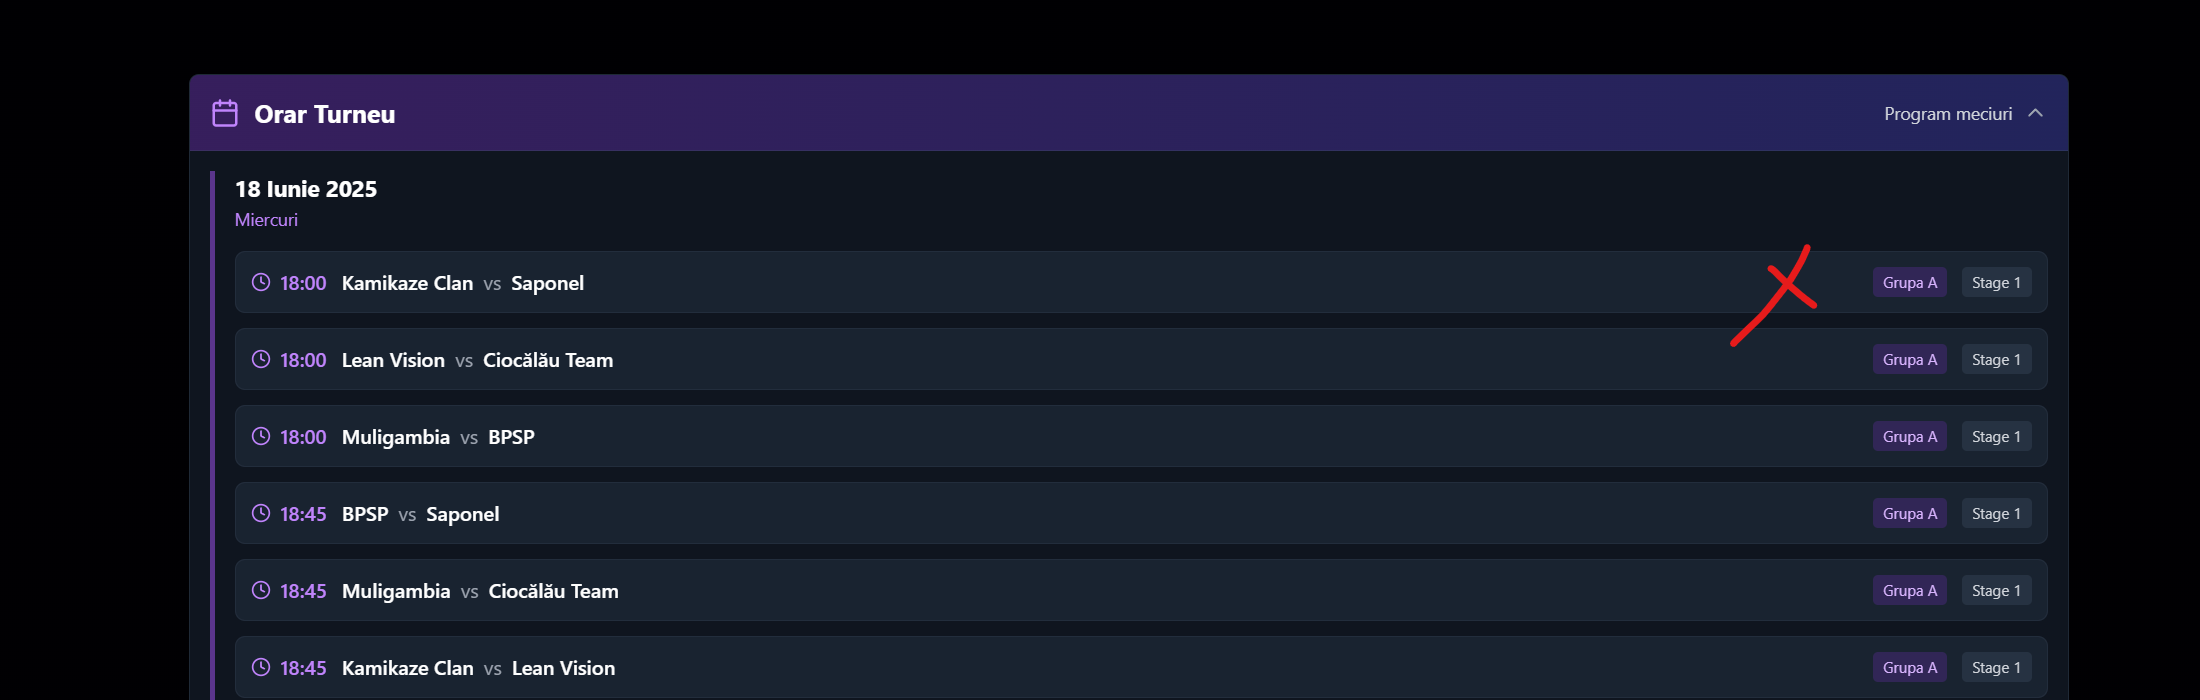 Orar Turneu
Program meciuri
18 Iunie 2025
Miercuri
18:00 Kamikaze Clan vs Saponel Grupa A Stage 1
18:00 Lean Vision vs Ciocălău Team Grupa A Stage 1
18:00 Muligambia vs BPSP Grupa A Stage 1
18:45 BPSP vs Saponel Grupa A Stage 1
18:45 Muligambia vs Ciocălău Team Grupa A Stage 1
18:45 Kamikaze Clan vs Lean Vision Grupa A Stage 1